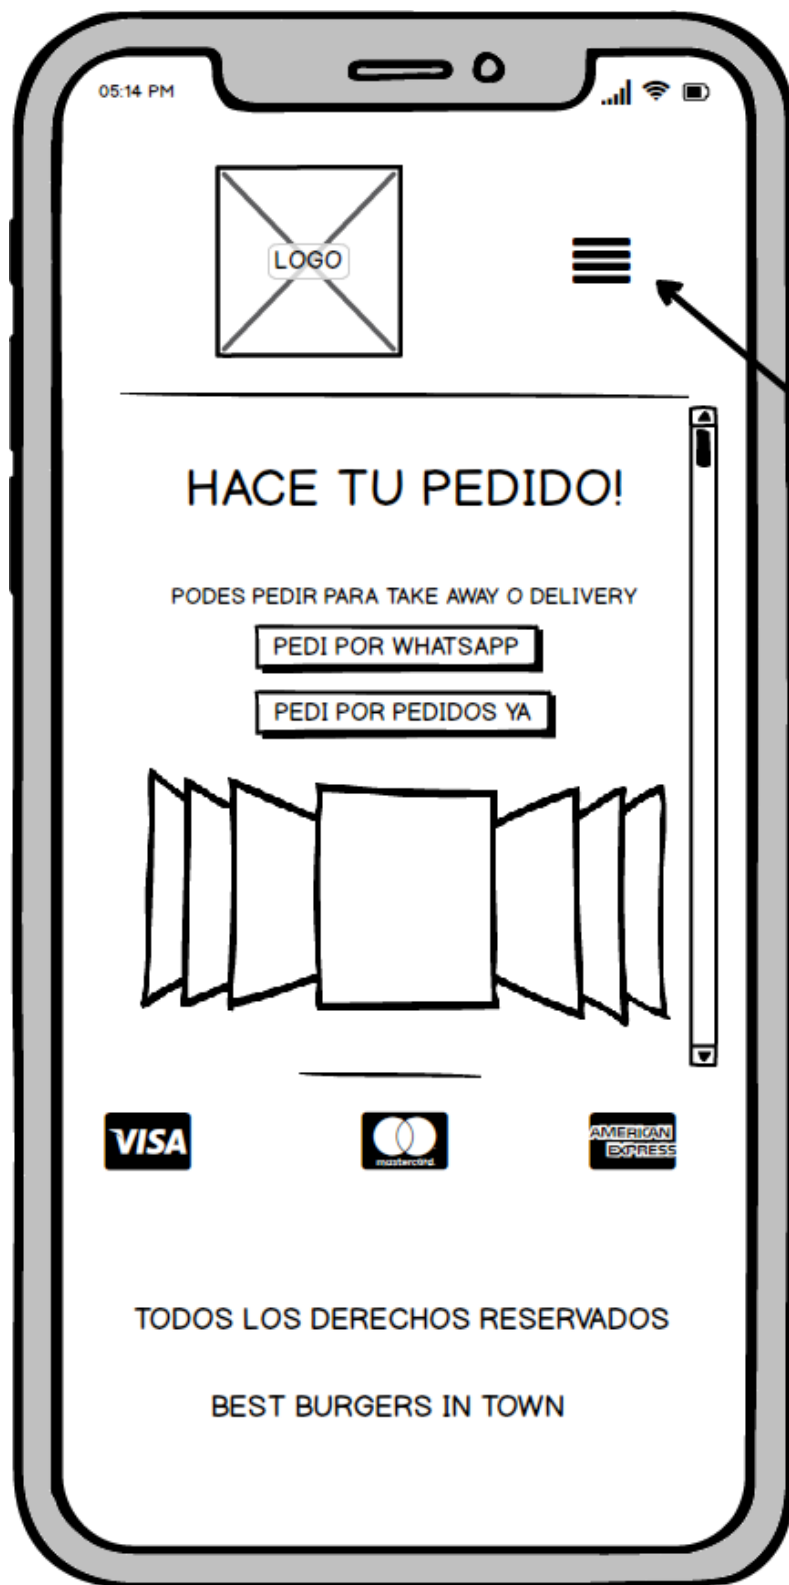 05:14 PM
LOGO
HACE TU PEDIDO!
PODES PEDIR PARA TAKE AWAY O DELIVERY
PEDI POR WHATSAPP
PEDI POR PEDIDOS YA
VISA
mastercard.
AMERICAN
EXPRESS
TODOS LOS DERECHOS RESERVADOS
BEST BURGERS IN TOWN